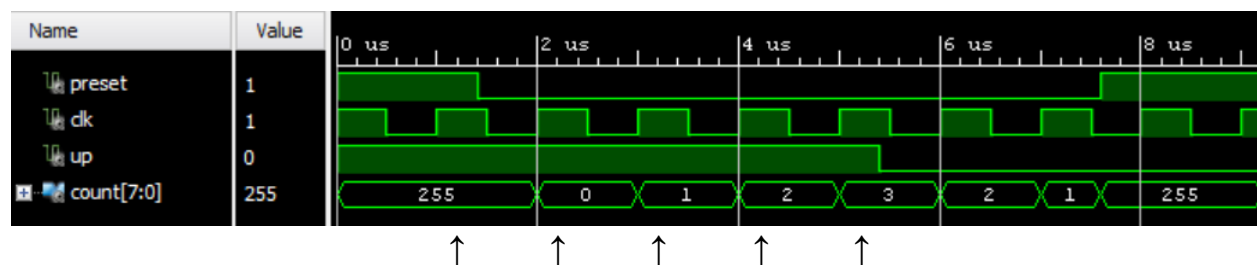 Name Value 0 us 2 us 4 us 6 us 8 us
preset 1
clk 1
up 0
count[7:0] 255 255 0 1 2 3 2 1 255